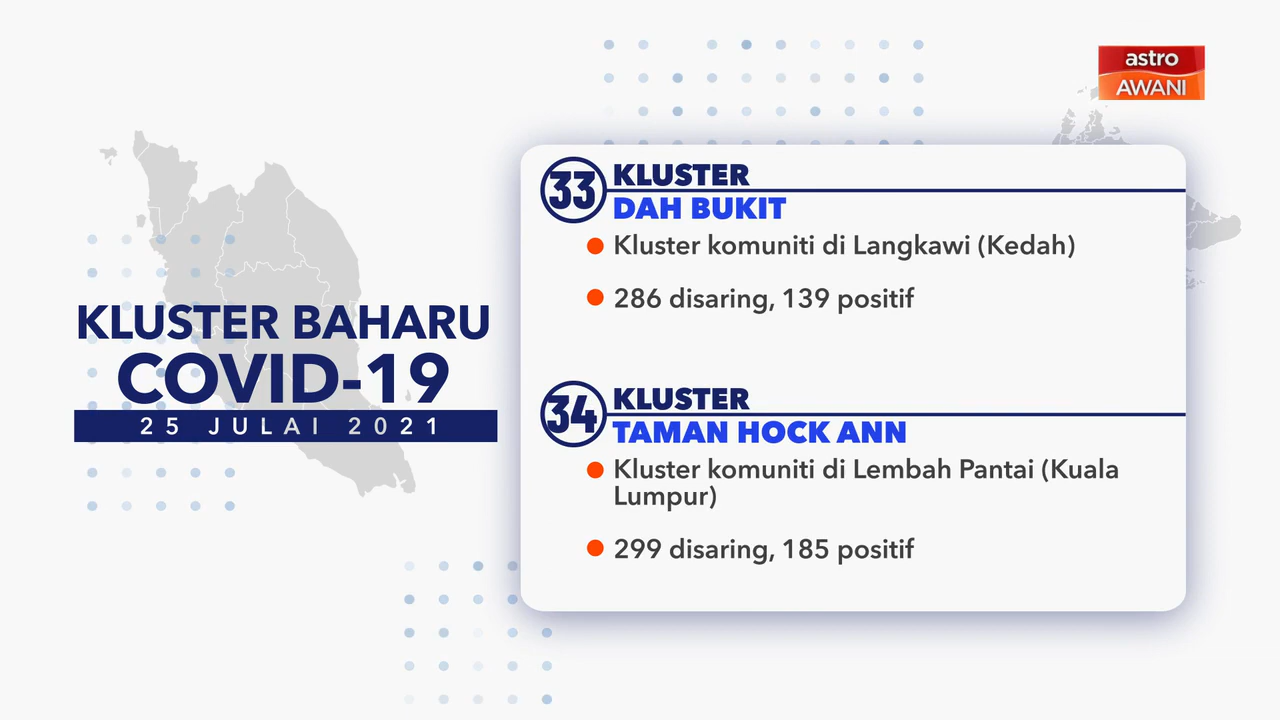 astro
AWANI
KLUSTER BAHARU
COVID-19
25 JULAI 2021
33
KLUSTER
DAH BUKIT
Kluster komuniti di Langkawi (Kedah)
286 disaring, 139 positif
34
KLUSTER
TAMAN HOCK ANN
Kluster komuniti di Lembah Pantai (Kuala
Lumpur)
299 disaring, 185 positif